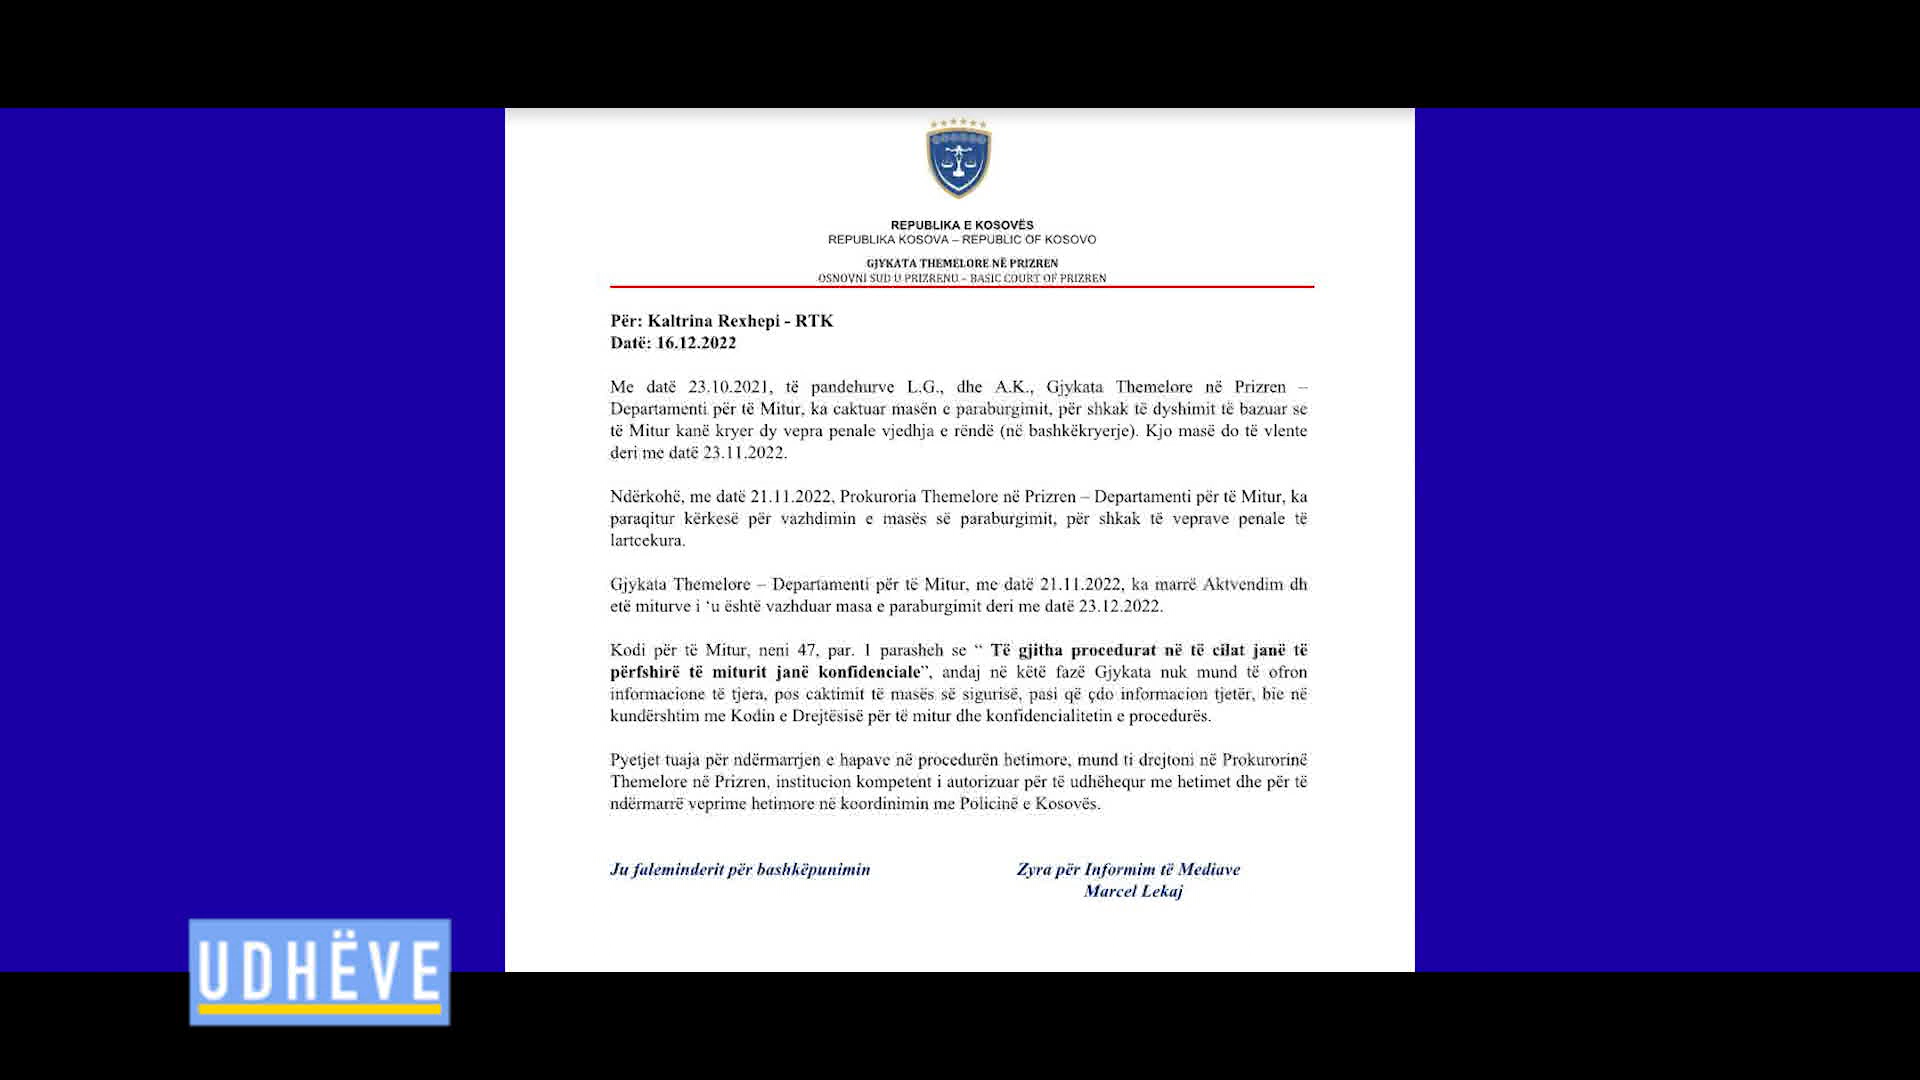 REPUBLIKA E KOSOVËS
REPUBLIKA KOSOVA – REPUBLIC OF KOSOVO
GJYKATA THEMELORE NË PRIZREN
OSNOVNI SUD U PRIZRENU – BASIC COURT OF PRIZREN
Për: Kaltrina Rexhepi - RTK
Datë: 16.12.2022
Me datë 23.10.2021, të pandehurve L.G., dhe A.K., Gjykata Themelore në Prizren –
Departamenti për të Mitur, ka caktuar masën e paraburgimit, për shkak të dyshimit të bazuar se
të Mitur kanë kryer dy vepra penale vjedhja e rëndë (në bashkëkryerje). Kjo masë do të vlente
deri me datë 23.11.2022.
Ndërkohë, me datë 21.11.2022, Prokuroria Themelore në Prizren – Departamenti për të Mitur, ka
paraqitur kërkesë për vazhdimin e masës së paraburgimit, për shkak të veprave penale të
lartcekura.
Gjykata Themelore – Departamenti për të Mitur, me datë 21.11.2022, ka marrë Aktvendim dh
etë miturve i ‘u është vazhduar masa e paraburgimit deri me datë 23.12.2022.
Kodi për të Mitur, neni 47, par. 1 parasheh se “ Të gjitha procedurat në të cilat janë të
përfshirë të miturit janë konfidenciale”, andaj në këtë fazë Gjykata nuk mund të ofron
informacione të tjera, pos caktimit të masës së sigurisë, pasi që çdo informacion tjetër, bie në
kundërshtim me Kodin e Drejtësisë për të mitur dhe konfidencialitetin e procedurës.
Pyetjet tuaja për ndërmarrjen e hapave në procedurën hetimore, mund ti drejtoni në Prokurorinë
Themelore në Prizren, institucion kompetent i autorizuar për të udhëhequr me hetimet dhe për të
ndërmarrë veprime hetimore në koordinimin me Policinë e Kosovës.
Ju faleminderit për bashkëpunimin
Zyra për Informim të Mediave
Marcel Lekaj
UDHËVE